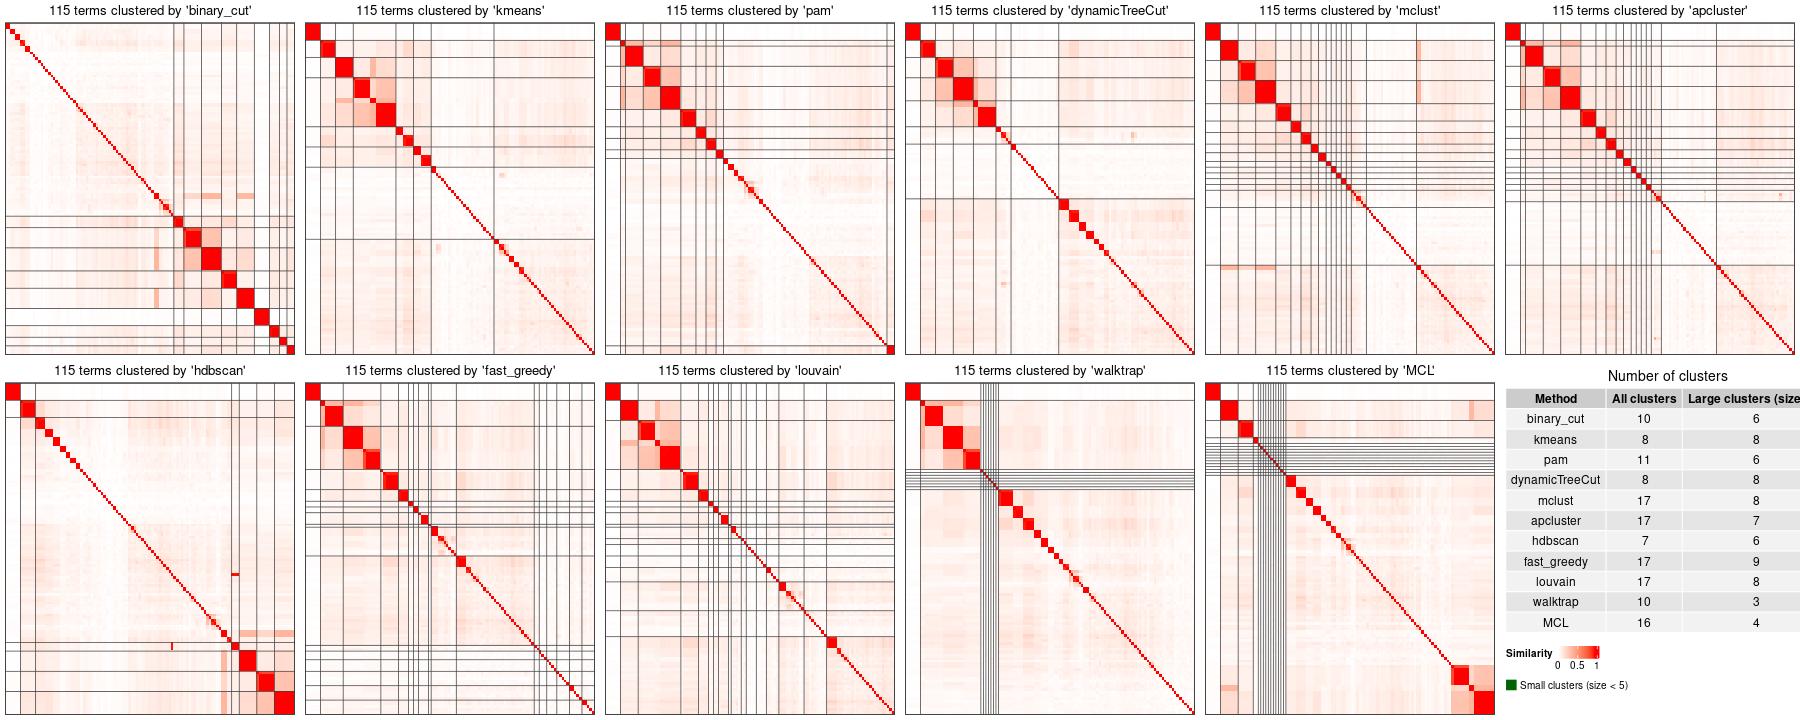 115 terms clustered by 'binary_cut'
115 terms clustered by 'kmeans'
115 terms clustered by 'pam'
115 terms clustered by 'dynamicTreeCut'
115 terms clustered by 'mclust'
115 terms clustered by 'apcluster'
115 terms clustered by 'hdbscan'
115 terms clustered by 'fast_greedy'
115 terms clustered by 'louvain'
115 terms clustered by 'walktrap'
115 terms clustered by 'MCL'
Number of clusters
Method All clusters Large clusters (size
binary_cut 10 6
kmeans 8 8
pam 11 6
dynamicTreeCut 8 8
mclust 17 8
apcluster 17 7
hdbscan 7 6
fast_greedy 17 9
louvain 17 8
walktrap 10 3
MCL 16 4
Similarity
0 0.5 1
Small clusters (size < 5)